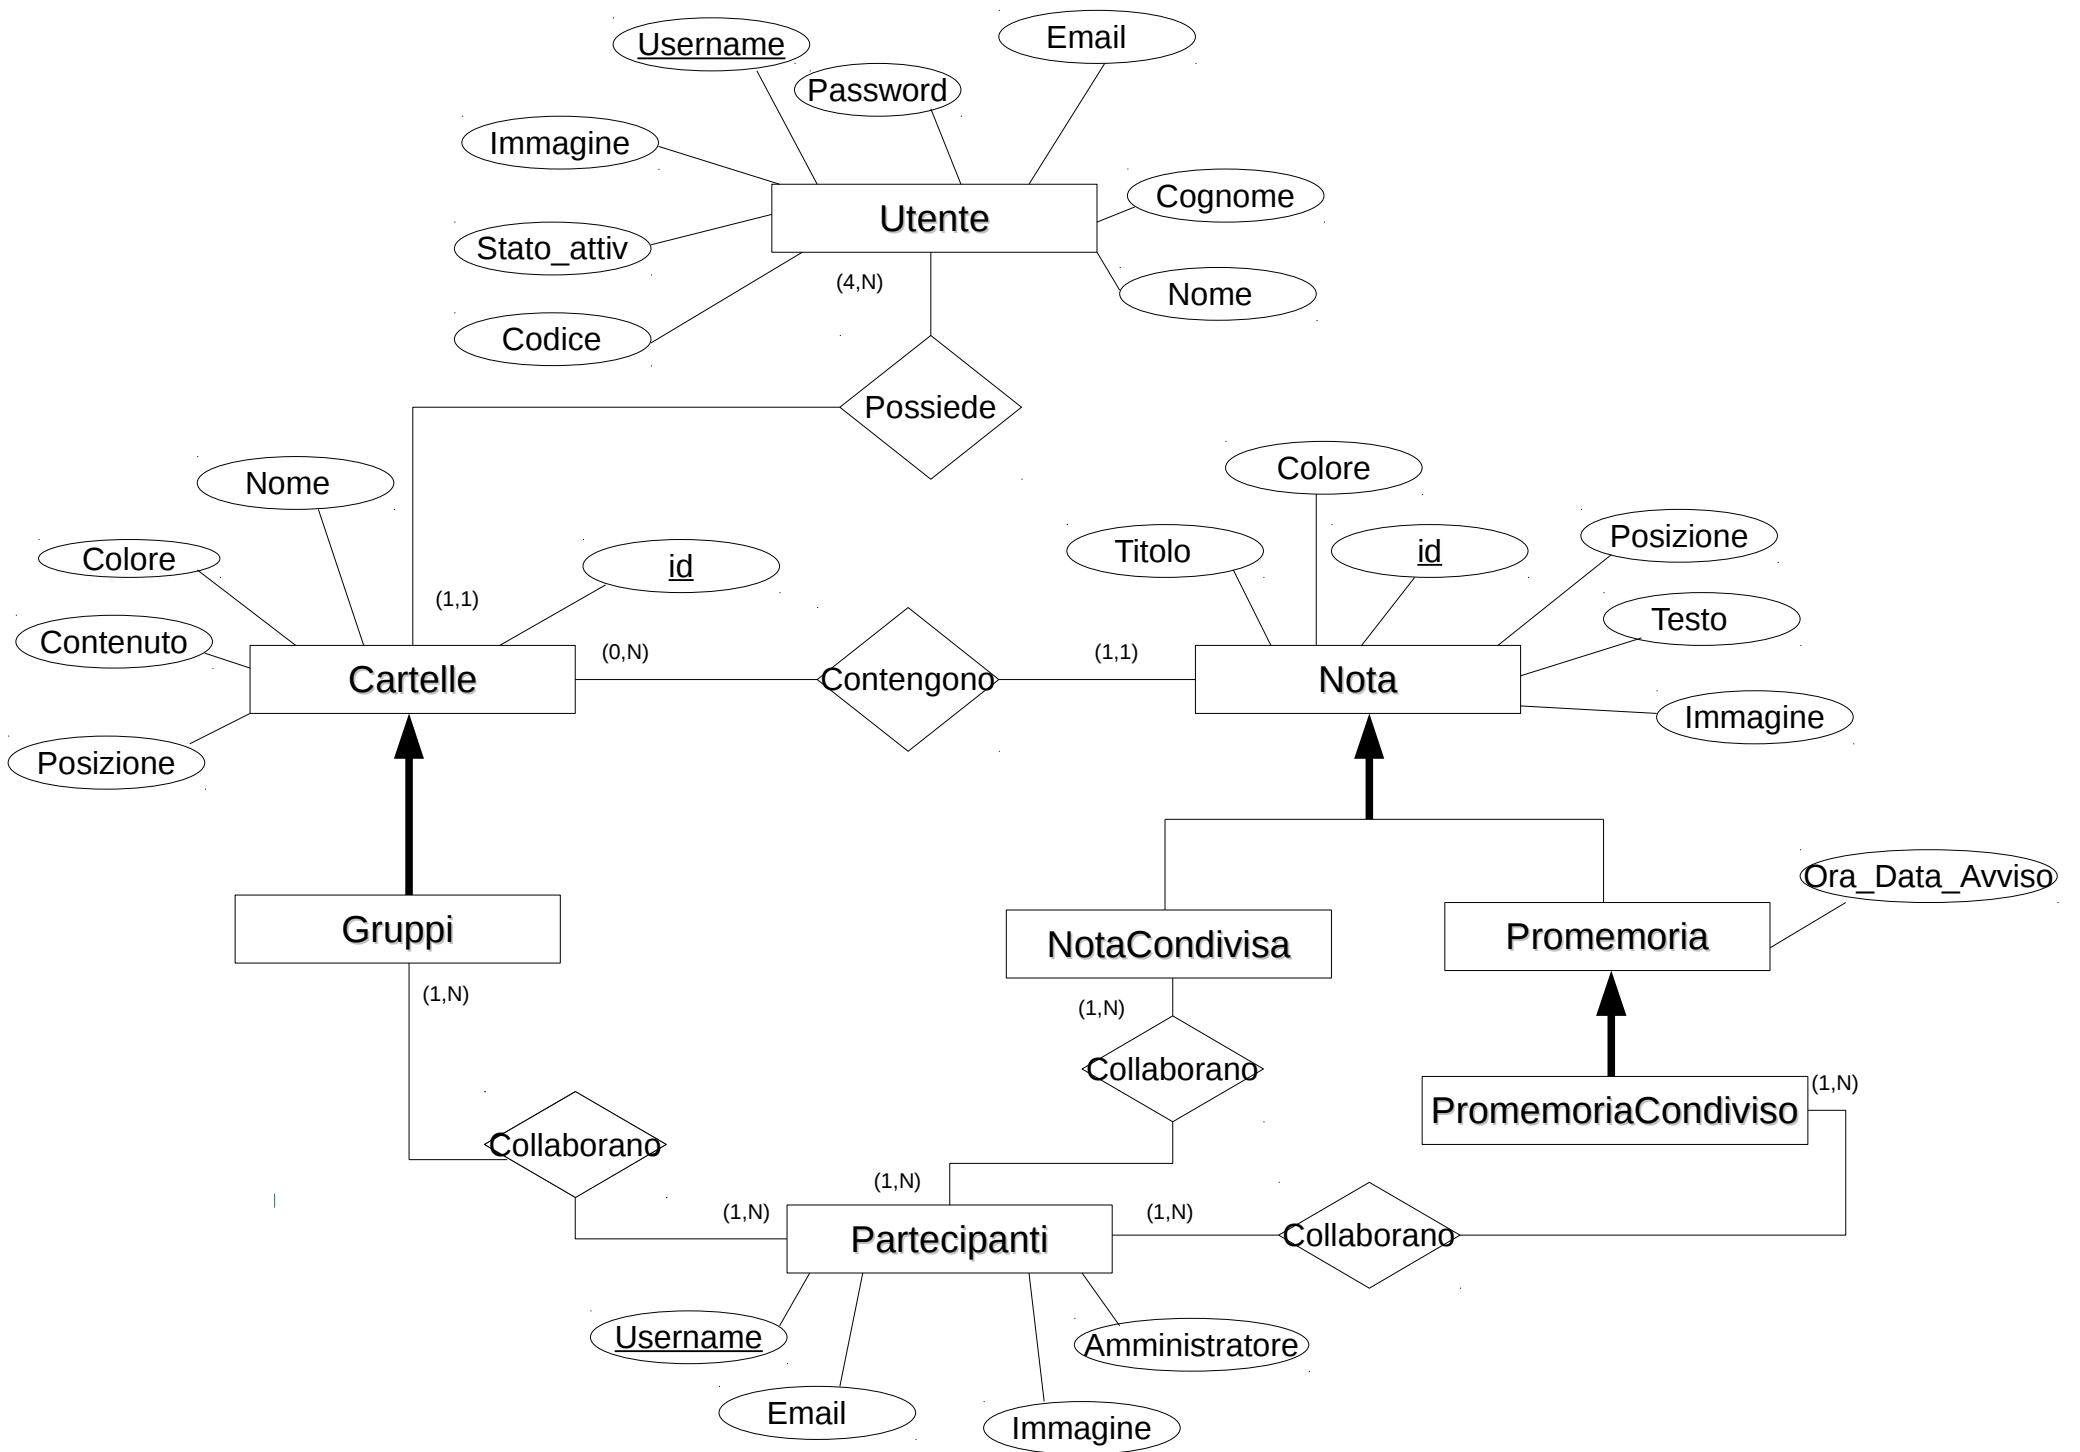 Username
Email
Password
Immagine
Cognome
Utente
Stato_attiv
(4,N)
Nome
Codice
Possiede
Colore
Nome
Posizione
Titolo
id
Colore
id
(1,1)
Testo
Contenuto
(0,N)
(1,1)
Cartelle
Contengono
Nota
Immagine
Posizione
Ora_Data_Avviso
Gruppi
NotaCondivisa
Promemoria
(1,N)
(1,N)
Collaborano
(1,N)
PromemoriaCondiviso
Collaborano
(1,N)
(1,N)
(1,N)
Partecipanti
Collaborano
Username
Amministratore
Email
Immagine